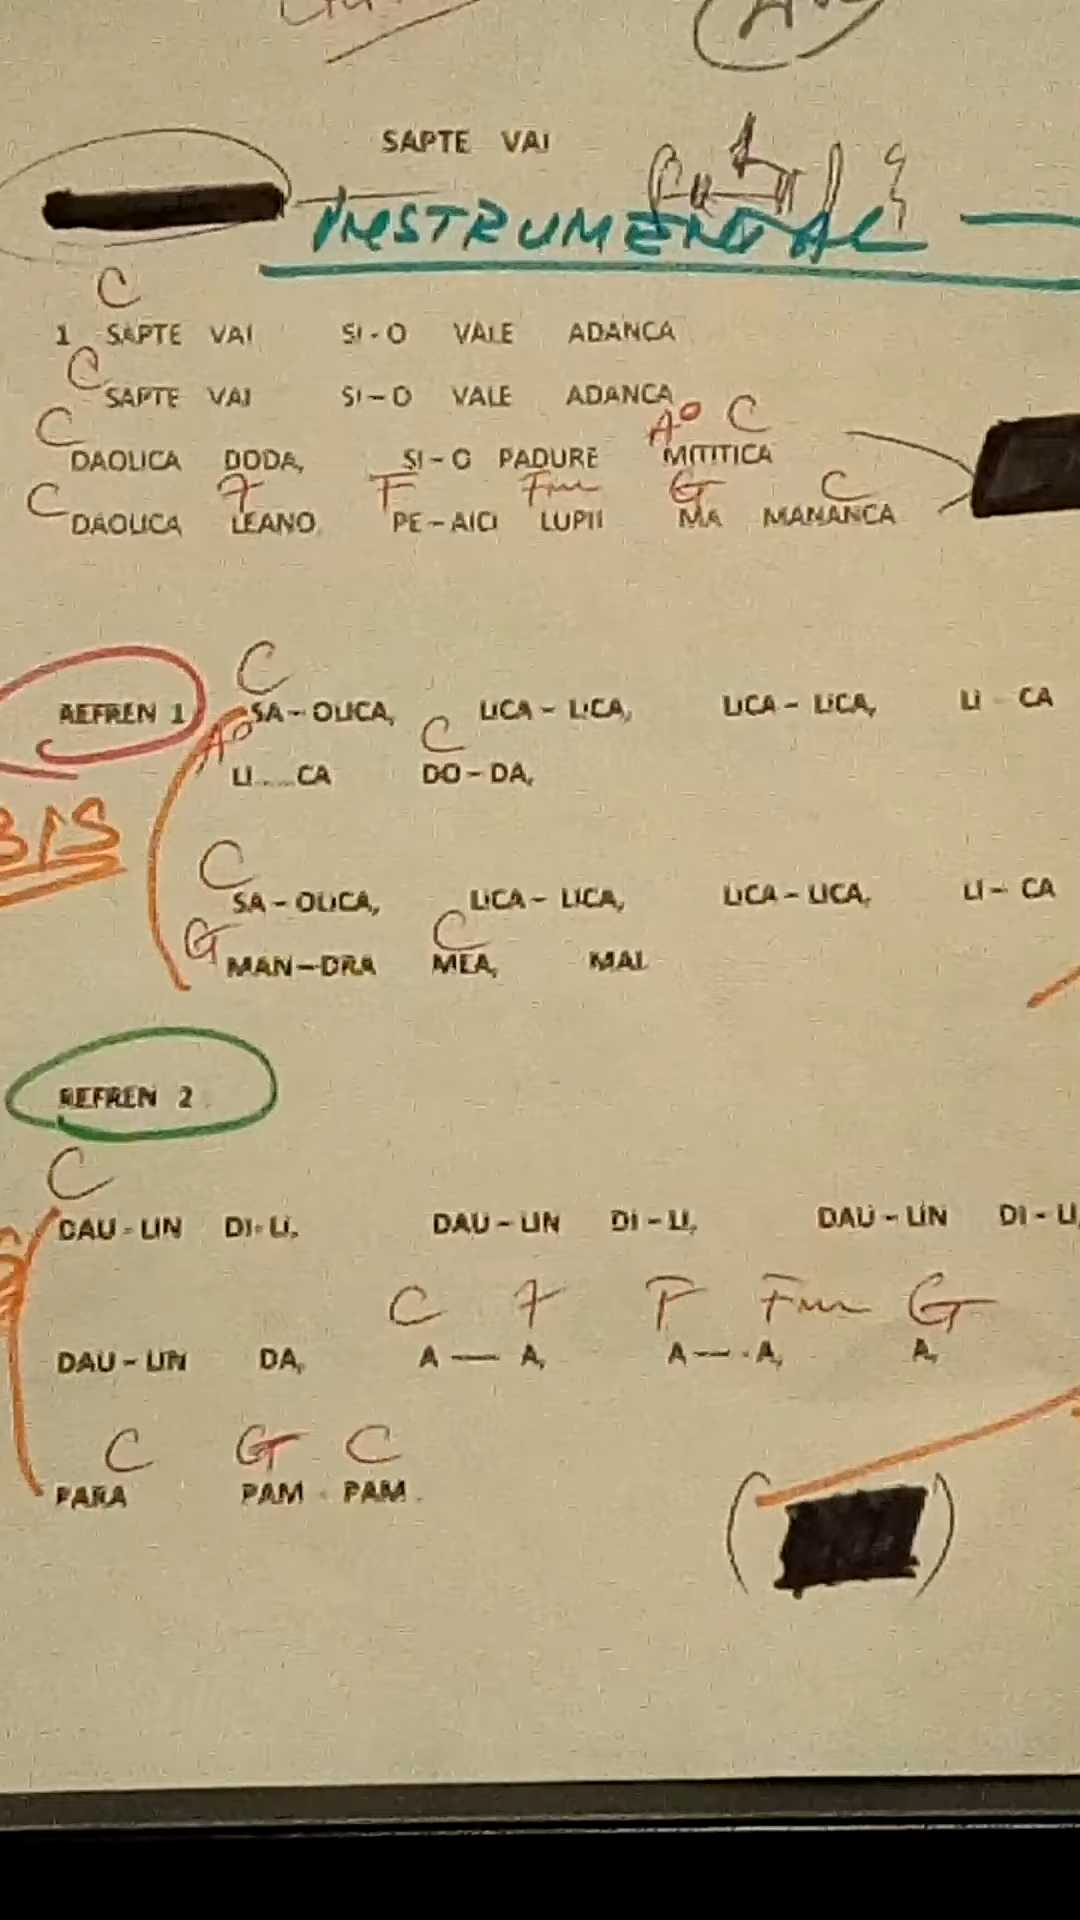 SAPTE VAI
INSTRUMENTAL
C
1 SAPTE VAI SI-O VALE ADANCA
C
SAPTE VAI SI-O VALE ADANCA
C A° C
DAOLICA DODA, SI-O PADURE MITITICA
C 7 F Fm G C
DAOLICA LEANO, PE-AICI LUPII MA MANANCA
C
REFREN 1 SA-OLICA, LICA-LICA, LICA-LICA, LI-CA
A° C
LI.....CA DO-DA,
BIS
C
SA-OLICA, LICA-LICA, LICA-LICA, LI-CA
G C
MAN-DRA MEA, MAI
REFREN 2
C
DAU-LIN DI-LI, DAU-LIN DI-LI, DAU-LIN DI-LI
C 7 F Fm G
DAU-LIN DA, A — A, A — A, A,
C G C
PARA PAM - PAM.